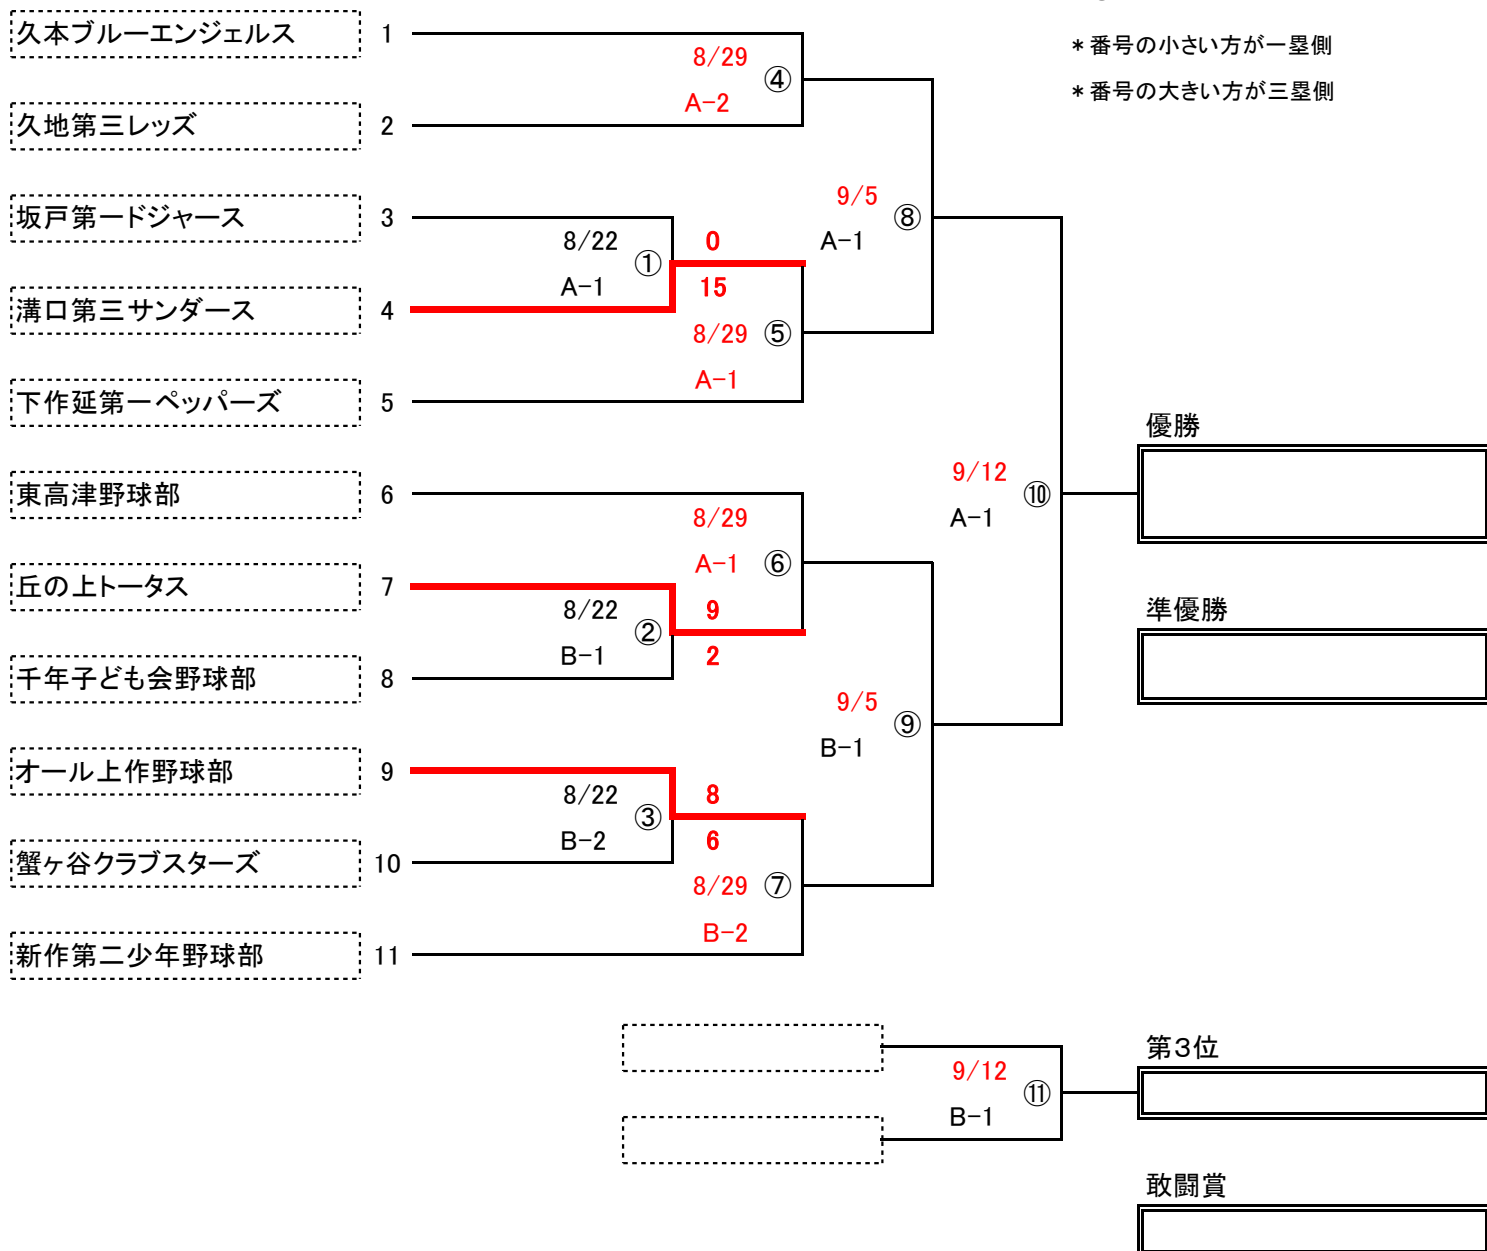 久本ブルーエンジェルス 1
8/29 ④
A-2
久地第三レッズ 2
*番号の小さい方が一塁側
*番号の大きい方が三塁側
坂戸第一ドジャース 3
8/22 ①
A-1
0
15
溝口第三サンダース 4
8/29 ⑤
A-1
下作延第一ペッパーズ 5
9/5 ⑧
A-1
東高津野球部 6
8/29
A-1 ⑥
丘の上トータス 7
8/22 ②
B-1
9
2
千年子ども会野球部 8
9/5 ⑨
B-1
オール上作野球部 9
8/22 ③
B-2
8
6
蟹ヶ谷クラブスターズ 10
8/29 ⑦
B-2
新作第二少年野球部 11
9/12 ⑩
A-1
優勝
準優勝
9/12 ⑪
B-1
第3位
敢闘賞